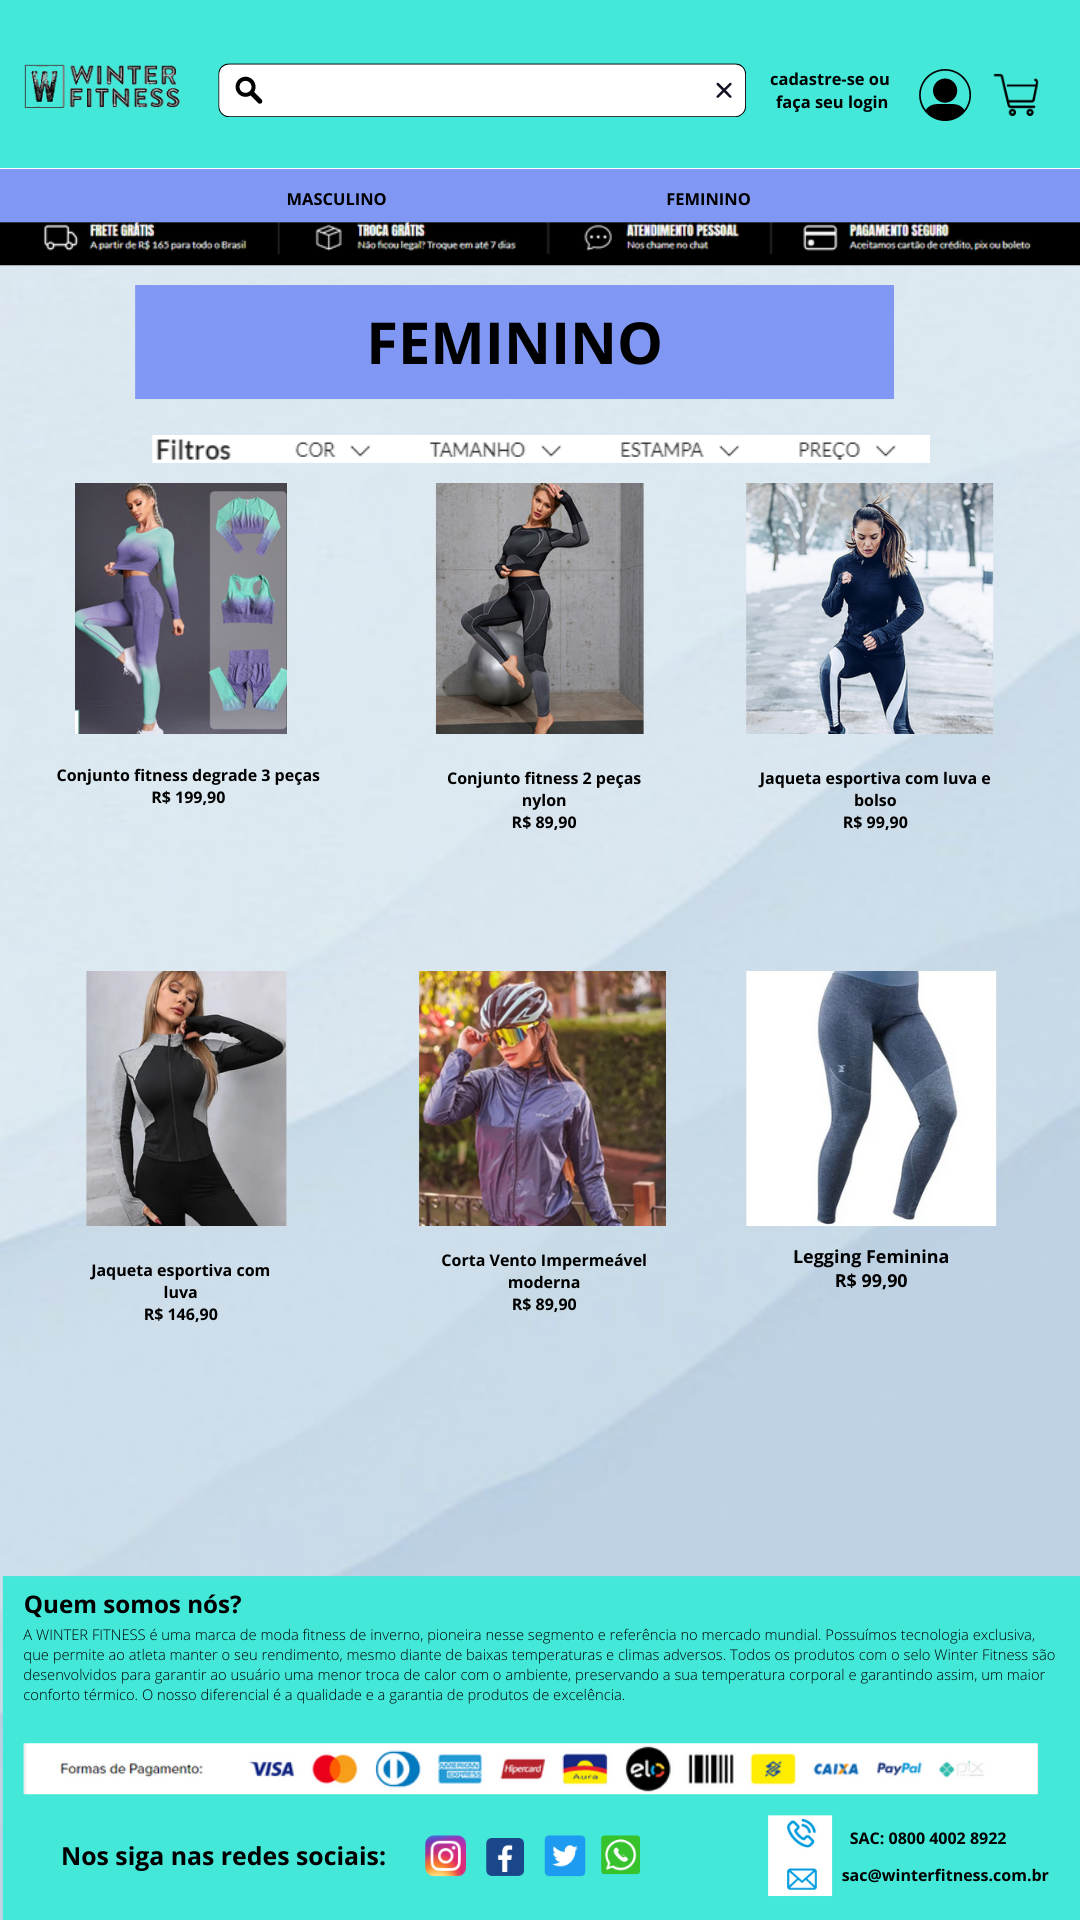 W WINTER
FITNESS
cadastre-se ou
faça seu login
MASCULINO FEMININO
FRETE GRÁTIS
A partir de R$ 165 para todo o Brasil
TROCA GRÁTIS
Não ficou legal? Troque em até 7 dias
ATENDIMENTO PESSOAL
Nos chame no chat
PAGAMENTO SEGURO
Aceitamos cartão de crédito, pix ou boleto
FEMININO
Filtros COR TAMANHO ESTAMPA PREÇO
Conjunto fitness degrade 3 peças
R$ 199,90
Conjunto fitness 2 peças
nylon
R$ 89,90
Jaqueta esportiva com luva e
bolso
R$ 99,90
Jaqueta esportiva com
luva
R$ 146,90
Corta Vento Impermeável
moderna
R$ 89,90
Legging Feminina
R$ 99,90
Quem somos nós?
A WINTER FITNESS é uma marca de moda fitness de inverno, pioneira nesse segmento e referência no mercado mundial. Possuímos tecnologia exclusiva,
que permite ao atleta manter o seu rendimento, mesmo diante de baixas temperaturas e climas adversos. Todos os produtos com o selo Winter Fitness são
desenvolvidos para garantir ao usuário uma menor troca de calor com o ambiente, preservando a sua temperatura corporal e garantindo assim, um maior
conforto térmico. O nosso diferencial é a qualidade e a garantia de produtos de excelência.
Formas de Pagamento: VISA AMERICAN EXPRESS Hipercard Aura elo CAIXA PayPal pix
Nos siga nas redes sociais:
SAC: 0800 4002 8922
sac@winterfitness.com.br